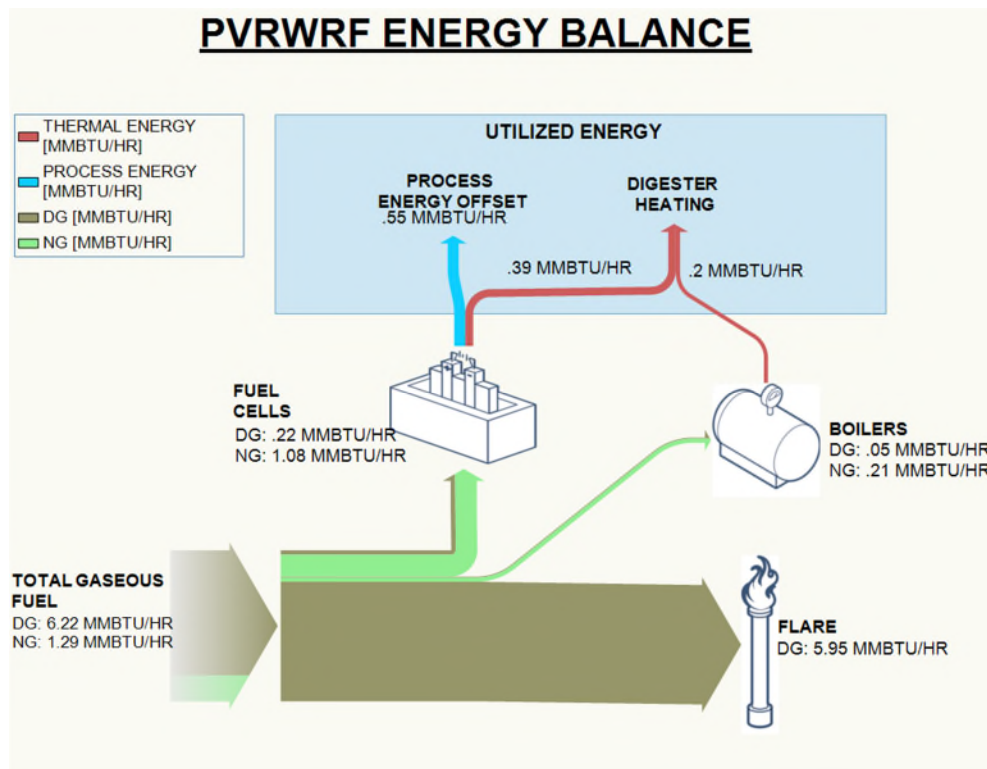 PVRWRF ENERGY BALANCE
THERMAL ENERGY
[MMBTU/HR]
PROCESS ENERGY
[MMBTU/HR]
DG [MMBTU/HR]
NG [MMBTU/HR]
UTILIZED ENERGY
PROCESS
ENERGY OFFSET
.55 MMBTU/HR
DIGESTER
HEATING
.39 MMBTU/HR
.2 MMBTU/HR
FUEL
CELLS
DG: .22 MMBTU/HR
NG: 1.08 MMBTU/HR
BOILERS
DG: .05 MMBTU/HR
NG: .21 MMBTU/HR
TOTAL GASEOUS
FUEL
DG: 6.22 MMBTU/HR
NG: 1.29 MMBTU/HR
FLARE
DG: 5.95 MMBTU/HR